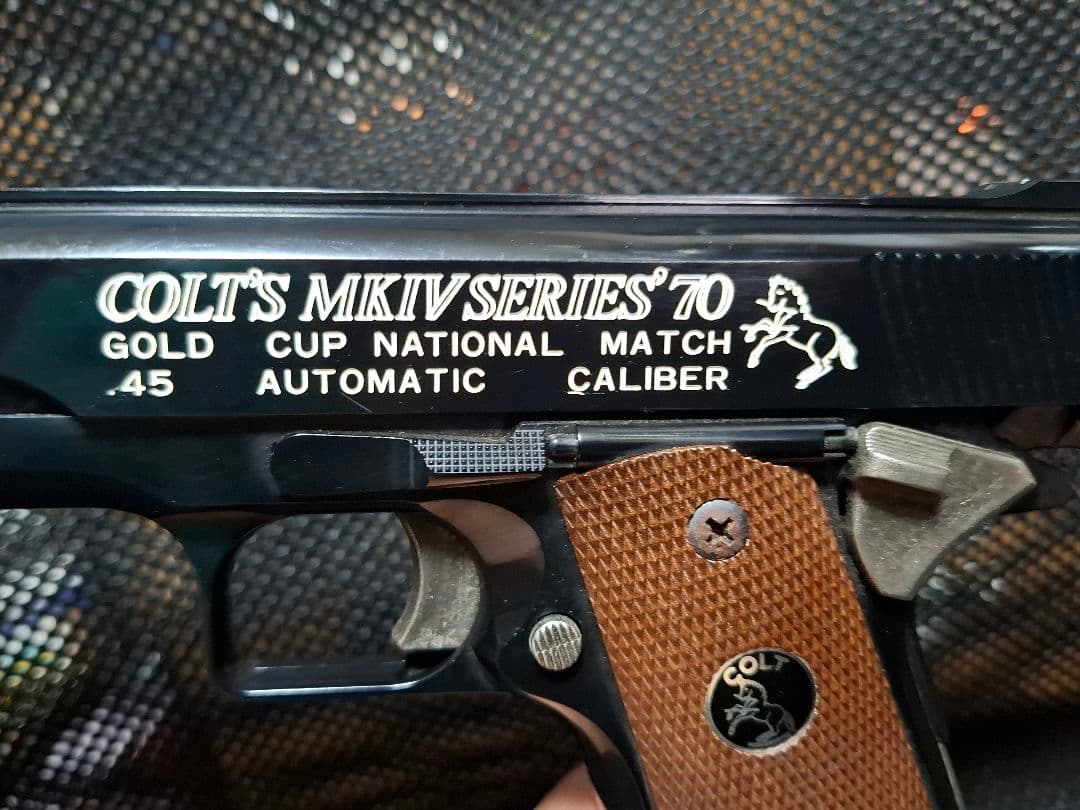 COLT'S MKIV SERIES'70
GOLD CUP NATIONAL MATCH
.45 AUTOMATIC CALIBER
COLT